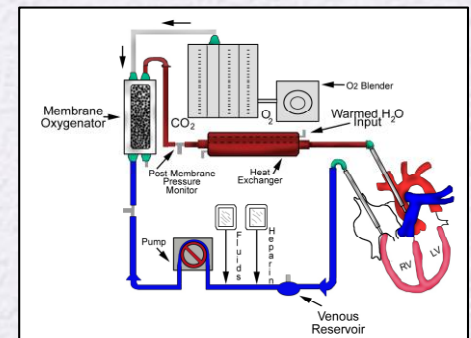 O2 Blender
Membrane
Oxygenator
CO2
O2
Warmed H2O
Input
Post Membrane
Pressure
Monitor
Heat
Exchanger
Pump
Fluids
Heparin
RV
LV
Venous
Reservoir